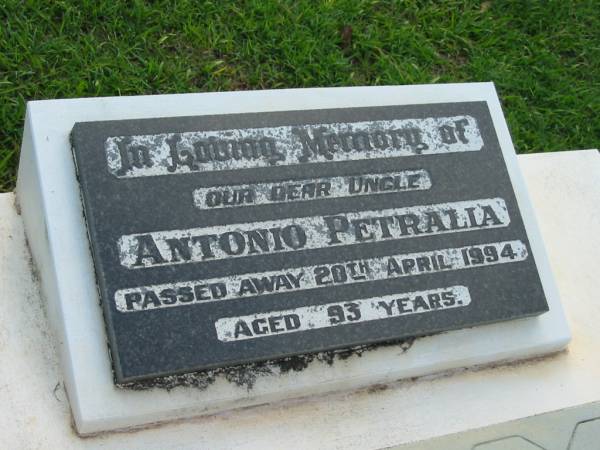 In Loving Memory of
OUR DEAR UNCLE
ANTONIO PETRALIA
PASSED AWAY 20TH APRIL 1994
AGED 93 YEARS.